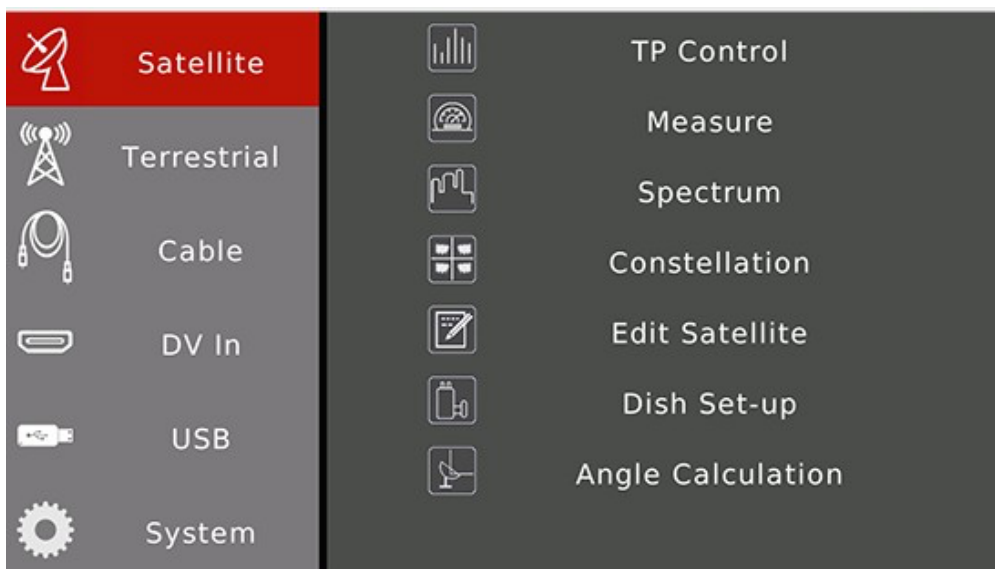 Satellite
Terrestrial
Cable
DV In
USB
System
TP Control
Measure
Spectrum
Constellation
Edit Satellite
Dish Set-up
Angle Calculation